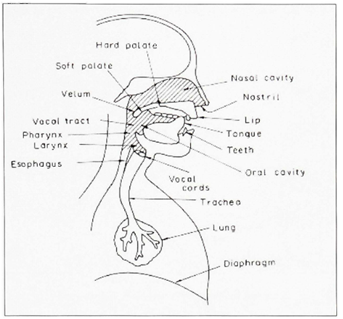 Hard palate
Soft palate
Nasal cavity
Velum
Nostril
Vocal tract
Lip
Pharynx
Tongue
Larynx
Teeth
Esophagus
Oral cavity
Vocal
cords
Trachea
Lung
Diaphragm